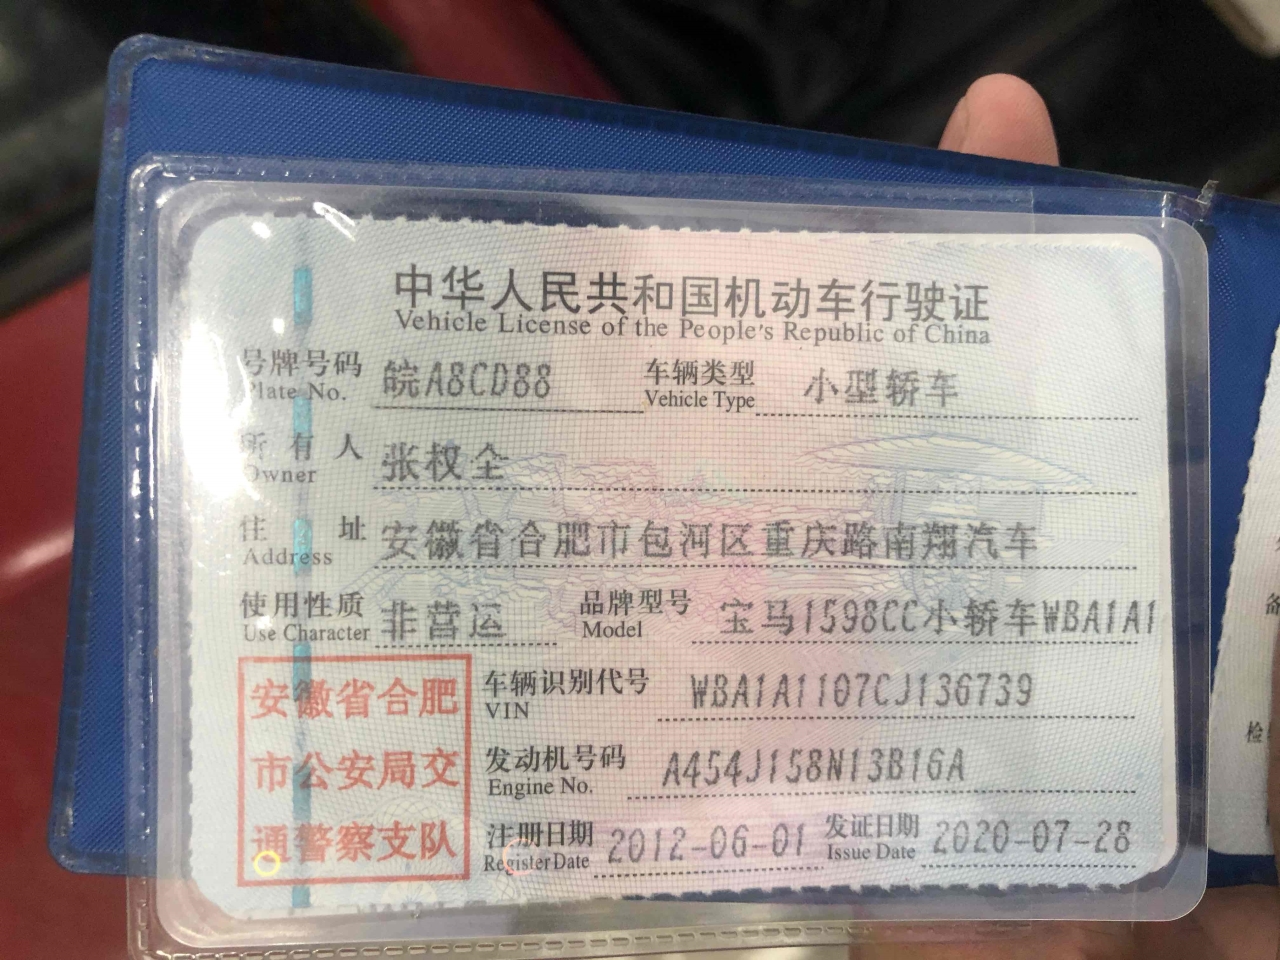 中华人民共和国机动车行驶证
Vehicle License of the People's Republic of China
号牌号码 皖A8CD88 车辆类型 小型轿车
Plate No. Vehicle Type
所有人 张权全
Owner
住址 安徽省合肥市包河区重庆路南翔汽车
Address
使用性质 非营运 品牌型号 宝马1598CC小轿车WBA1A1
Use Character Model
车辆识别代号 WBA1A1107CJ136739
VIN
发动机号码 A454J158N13B16A
Engine No.
注册日期 2012-06-01 发证日期 2020-07-28
Register Date Issue Date
安徽省合肥
市公安局交
通警察支队
检